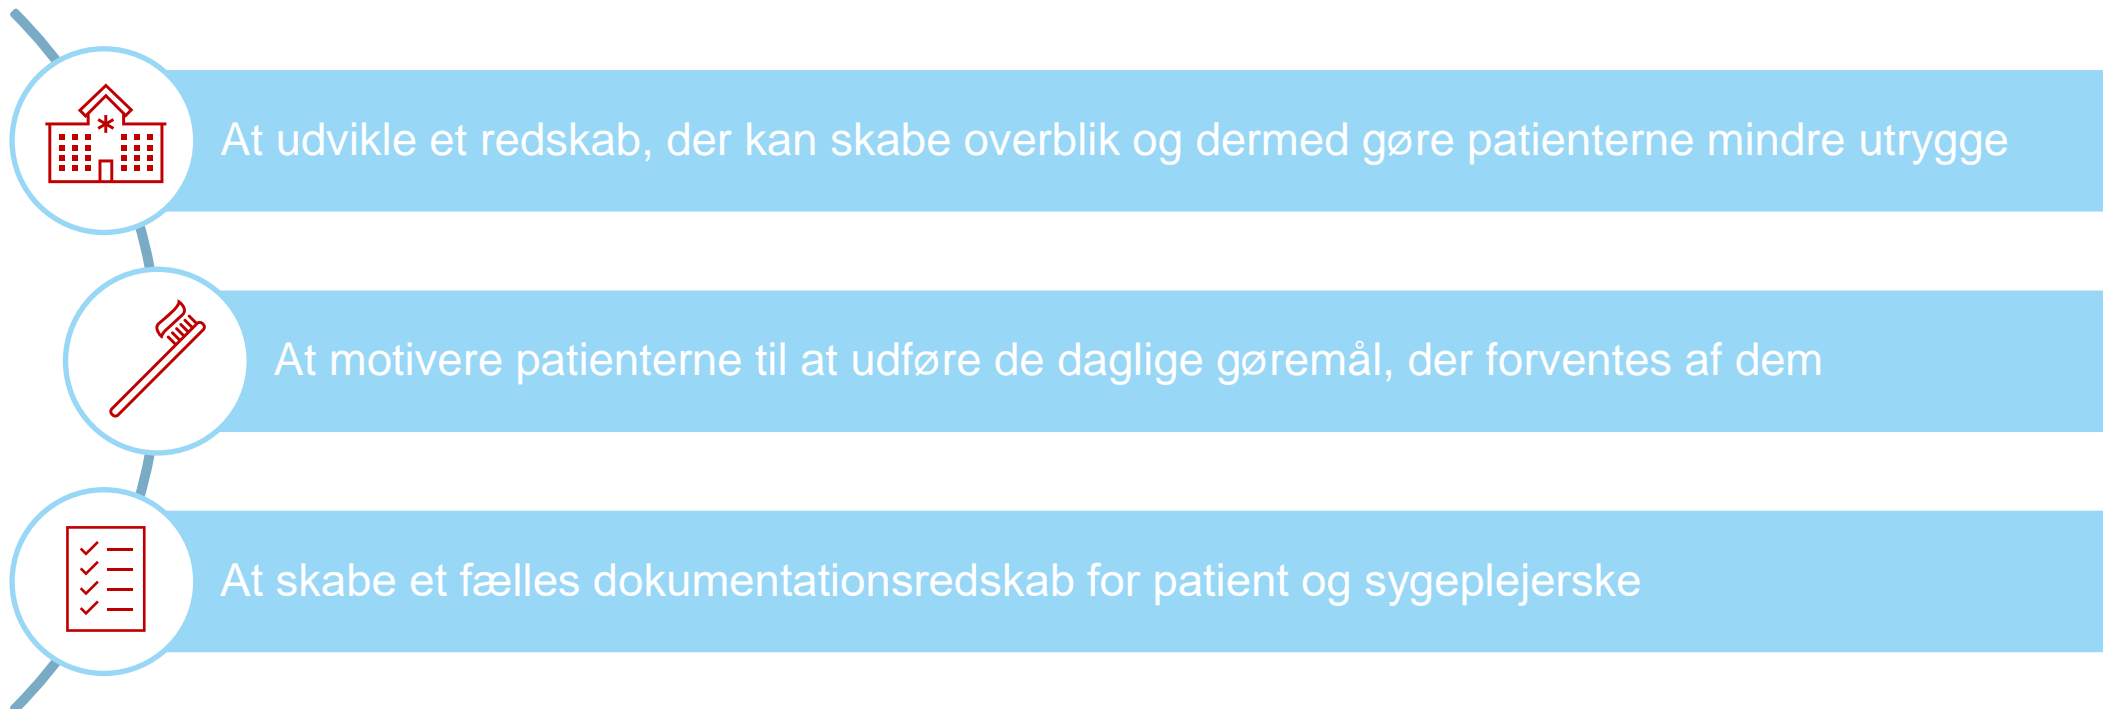 At udvikle et redskab, der kan skabe overblik og dermed gøre patienterne mindre utrygge
At motivere patienterne til at udføre de daglige gøremål, der forventes af dem
At skabe et fælles dokumentationsredskab for patient og sygeplejerske